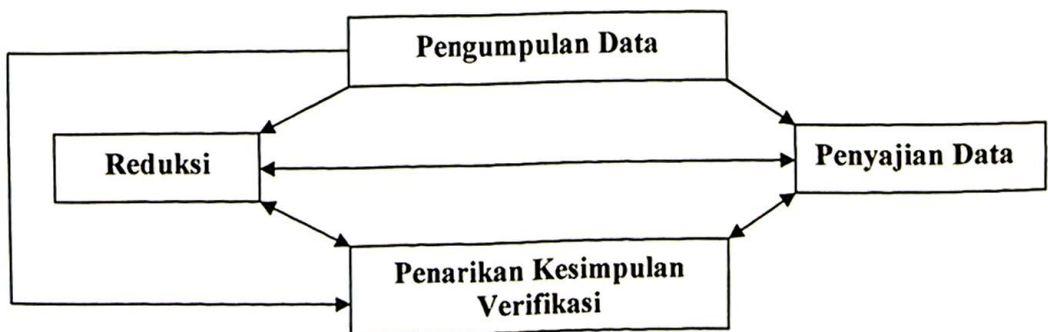 Pengumpulan Data
Reduksi
Penyajian Data
Penarikan Kesimpulan
Verifikasi